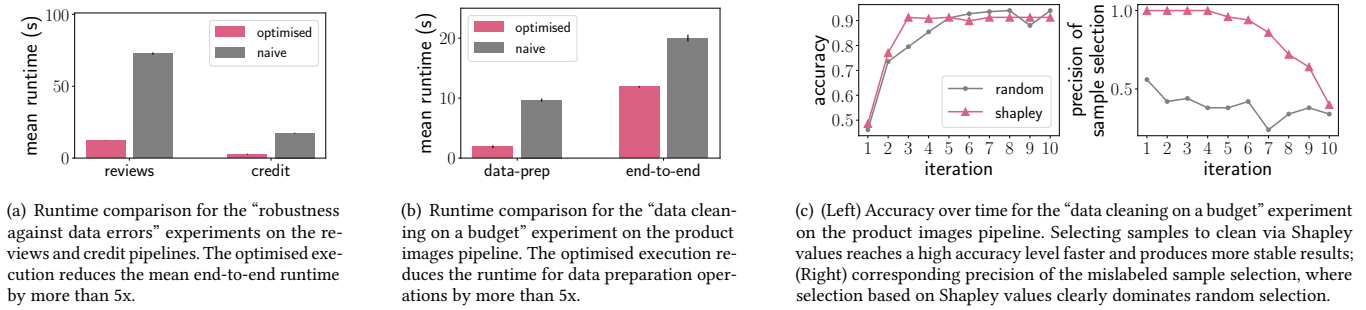 mean runtime (s)
100
50
0
optimised
naive
reviews
credit
mean runtime (s)
20
10
0
optimised
naive
data-prep
end-to-end
accuracy
0.9
0.8
0.7
0.6
0.5
random
shapley
1 2 3 4 5 6 7 8 9 10
iteration
precision of
sample selection
1.0
0.5
1 2 3 4 5 6 7 8 9 10
iteration
(a) Runtime comparison for the “robustness
against data errors” experiments on the re-
views and credit pipelines. The optimised exe-
cution reduces the mean end-to-end runtime
by more than 5x.
(b) Runtime comparison for the “data clean-
ing on a budget” experiment on the product
images pipeline. The optimised execution re-
duces the runtime for data preparation oper-
ations by more than 5x.
(c) (Left) Accuracy over time for the “data cleaning on a budget” experiment
on the product images pipeline. Selecting samples to clean via Shapley
values reaches a high accuracy level faster and produces more stable results;
(Right) corresponding precision of the mislabeled sample selection, where
selection based on Shapley values clearly dominates random selection.